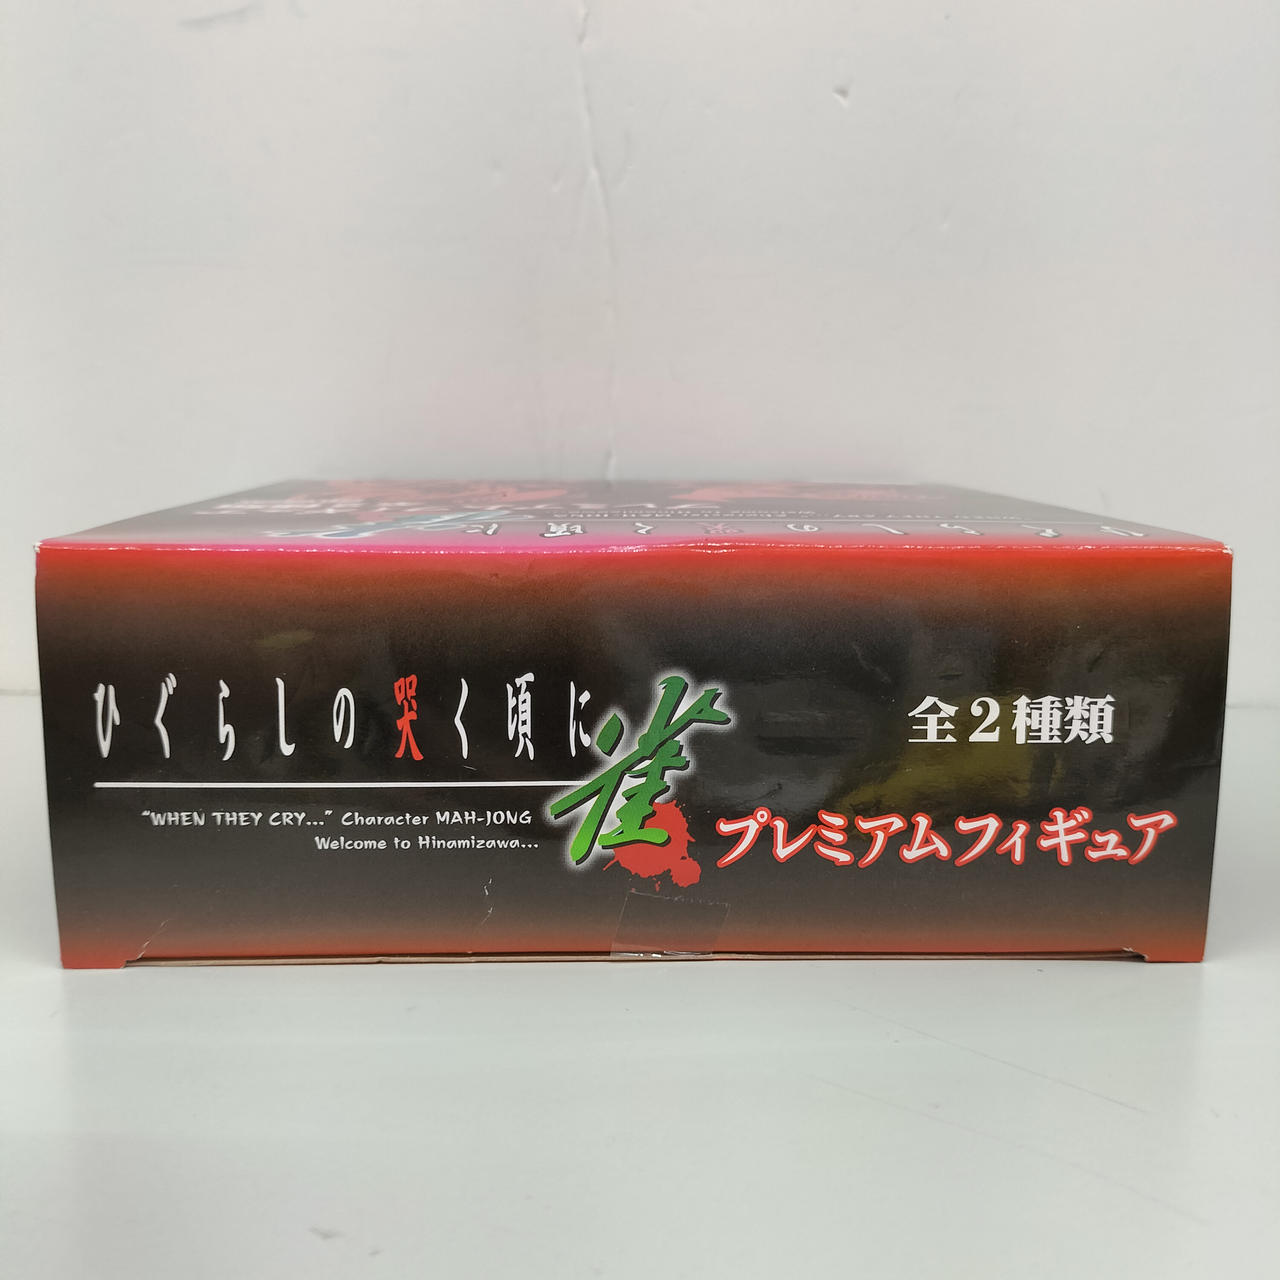 ひぐらしの哭く頃に雀
"WHEN THEY CRY..." Character MAH-JONG
Welcome to Hinamizawa...
全2種類
プレミアムフィギュア